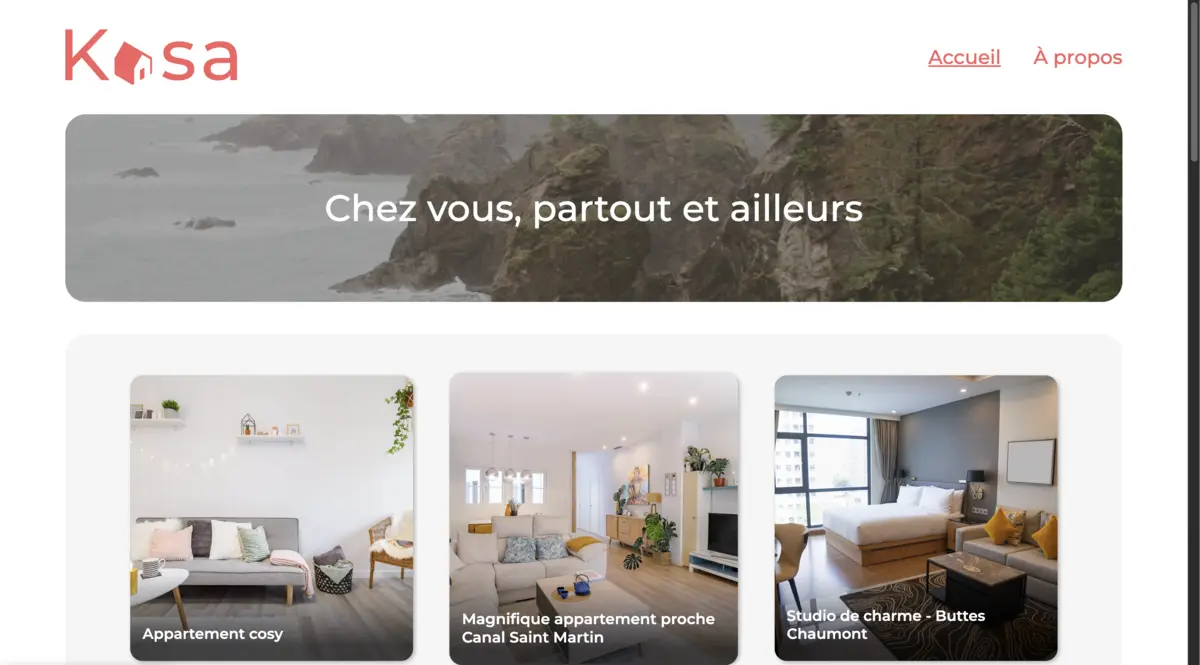 Kasa
Accueil
À propos
Chez vous, partout et ailleurs
Appartement cosy
Magnifique appartement proche
Canal Saint Martin
Studio de charme - Buttes
Chaumont